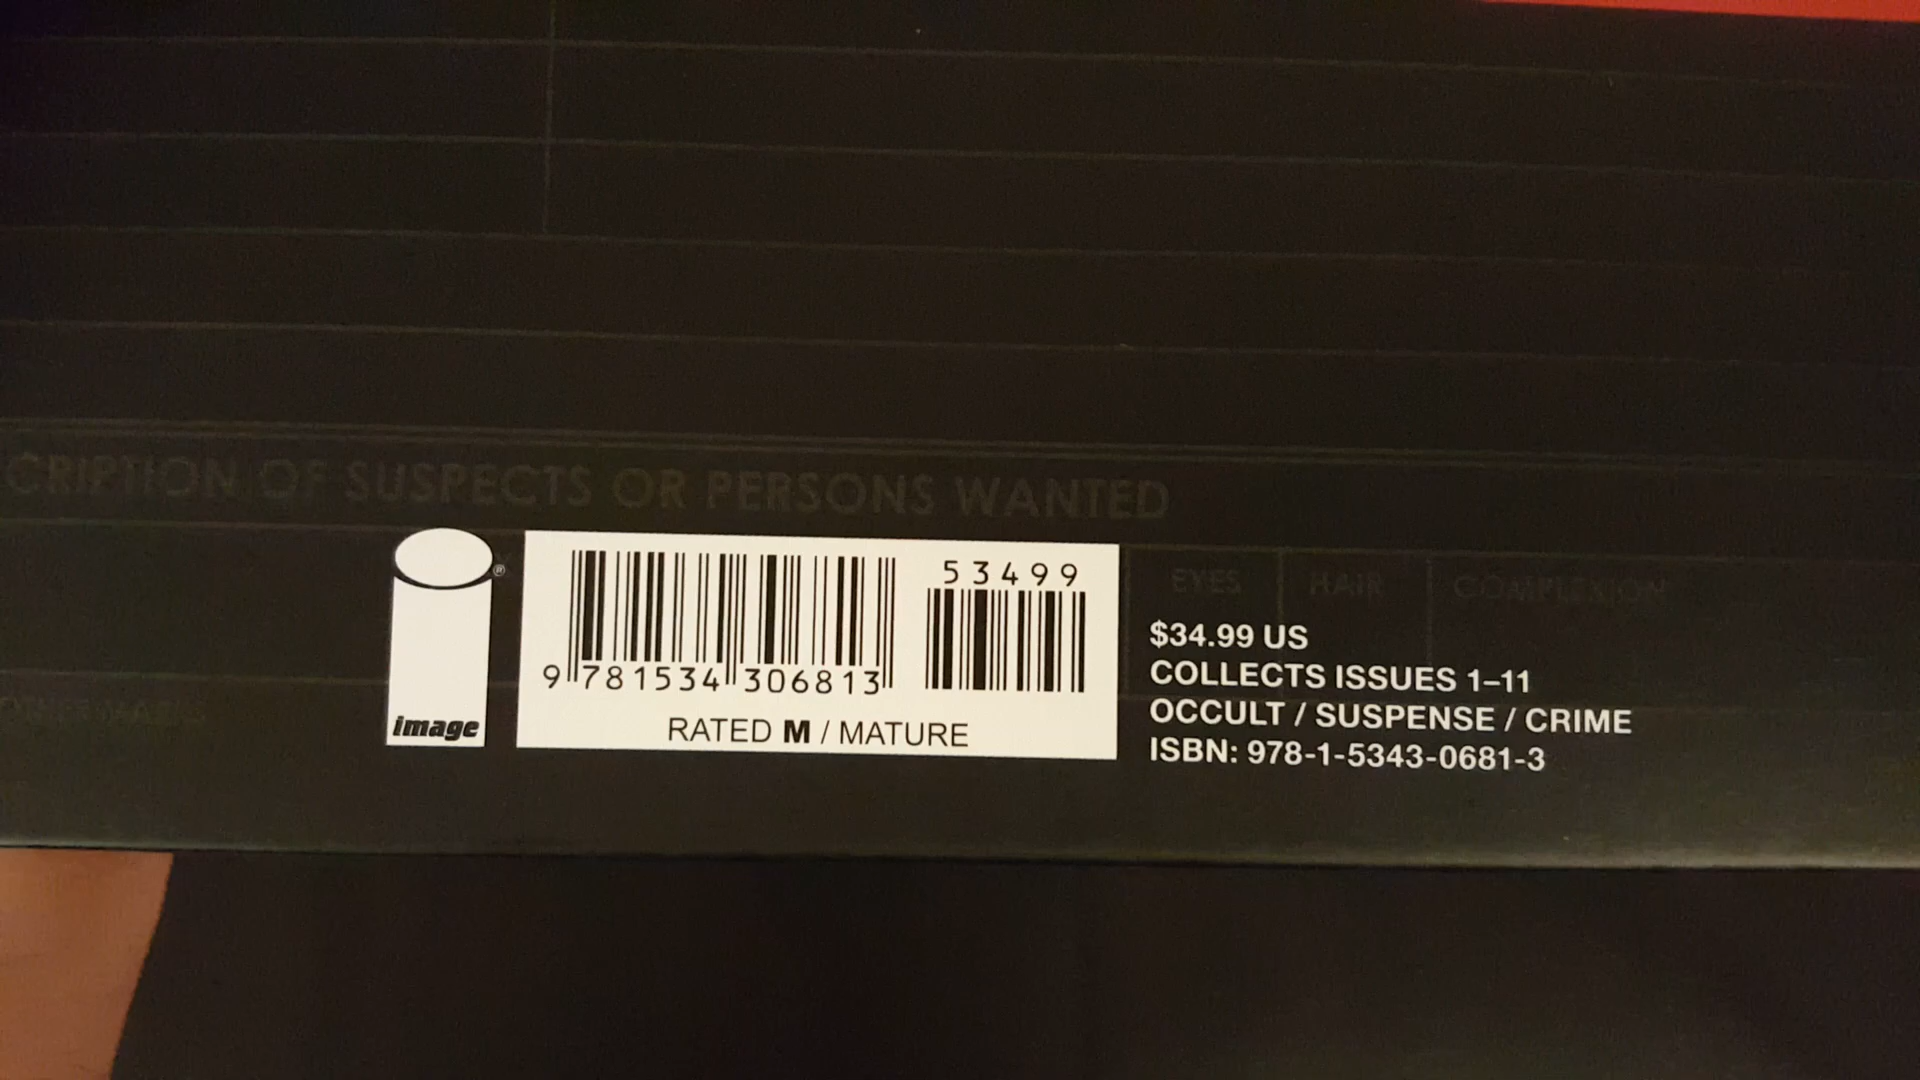 CRIPTION OF SUSPECTS OR PERSONS WANTED
EYES HAIR COMPLEXION
image ®
53499
9 781534 306813
RATED M / MATURE
$34.99 US
COLLECTS ISSUES 1–11
OCCULT / SUSPENSE / CRIME
ISBN: 978-1-5343-0681-3